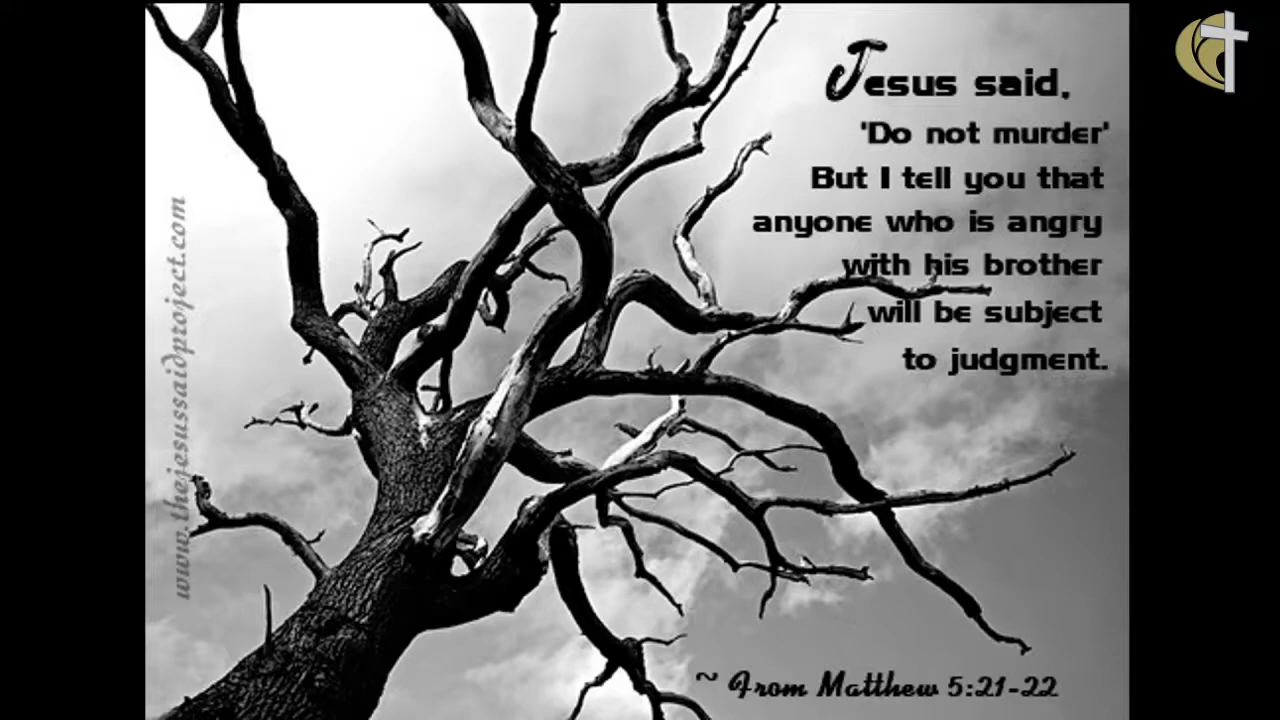 Jesus said,
'Do not murder'
But I tell you that
anyone who is angry
with his brother
will be subject
to judgment.
www.thejesussaidproject.com
~ From Matthew 5:21-22